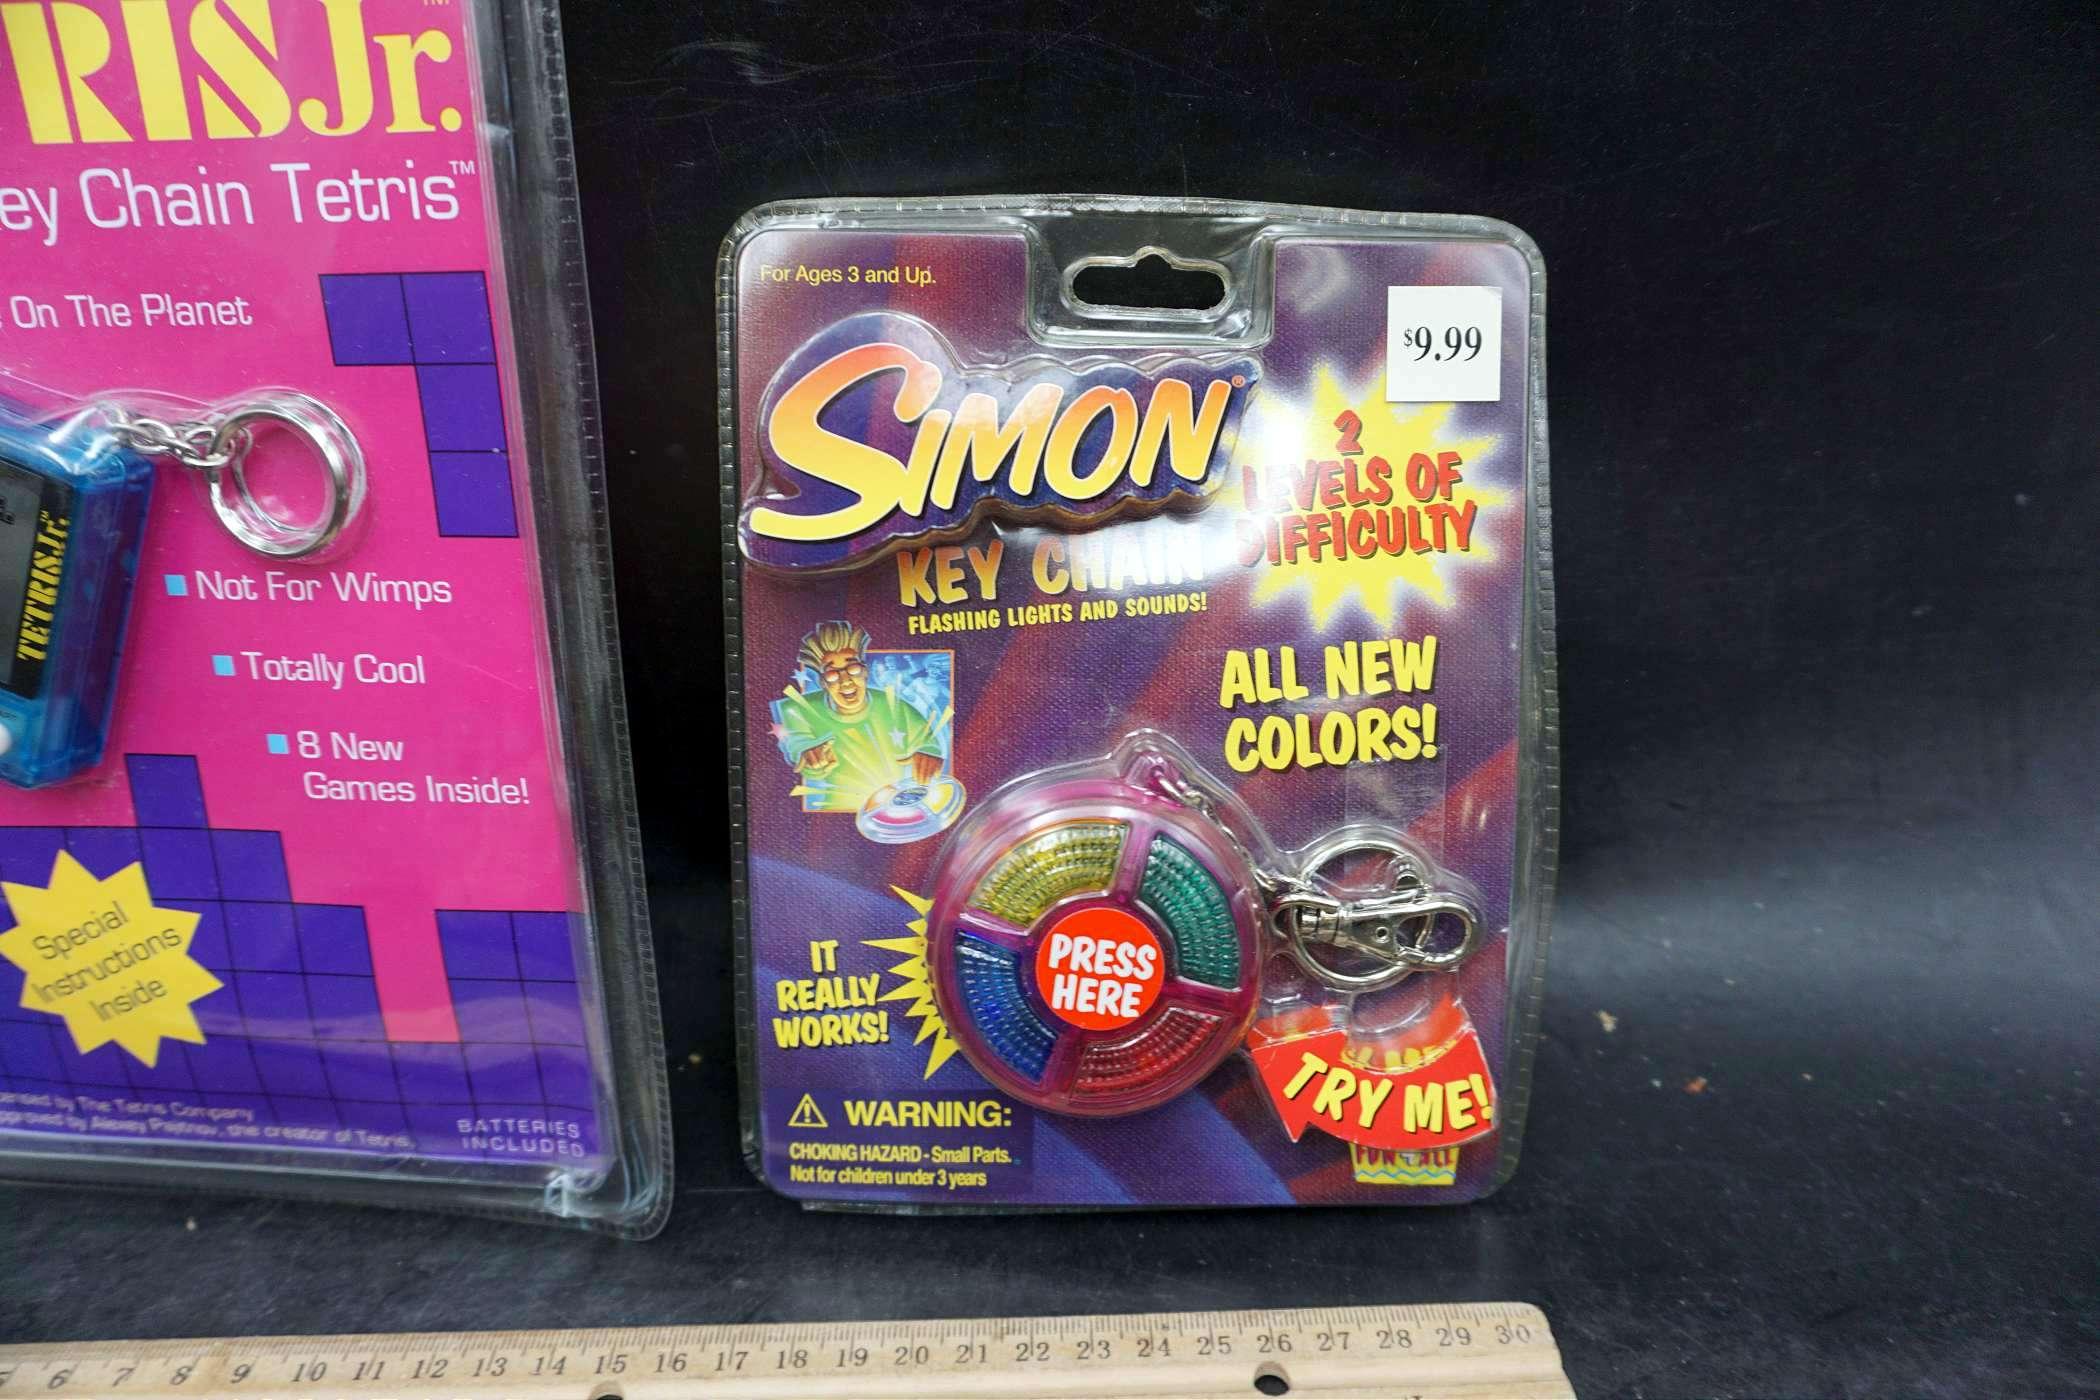 RIS Jr.
TM
ey Chain Tetris™
On The Planet
TETRIS Jr.
Not For Wimps
Totally Cool
8 New
Games Inside!
Special
Instructions
Inside
by The Tetris Company
by Alexey Pajitnov, the creator of Tetris.
BATTERIES
INCLUDED
For Ages 3 and Up.
$9.99
SIMON®
KEY CHAIN
FLASHING LIGHTS AND SOUNDS!
2
LEVELS OF
DIFFICULTY
ALL NEW
COLORS!
IT
REALLY
WORKS!
PRESS
HERE
TRY ME!
WARNING:
CHOKING HAZARD - Small Parts.
Not for children under 3 years
FUN 4 ALL
6 7 8 9 10 11 12 13 14 15 16 17 18 19 20 21 22 23 24 25 26 27 28 29 30